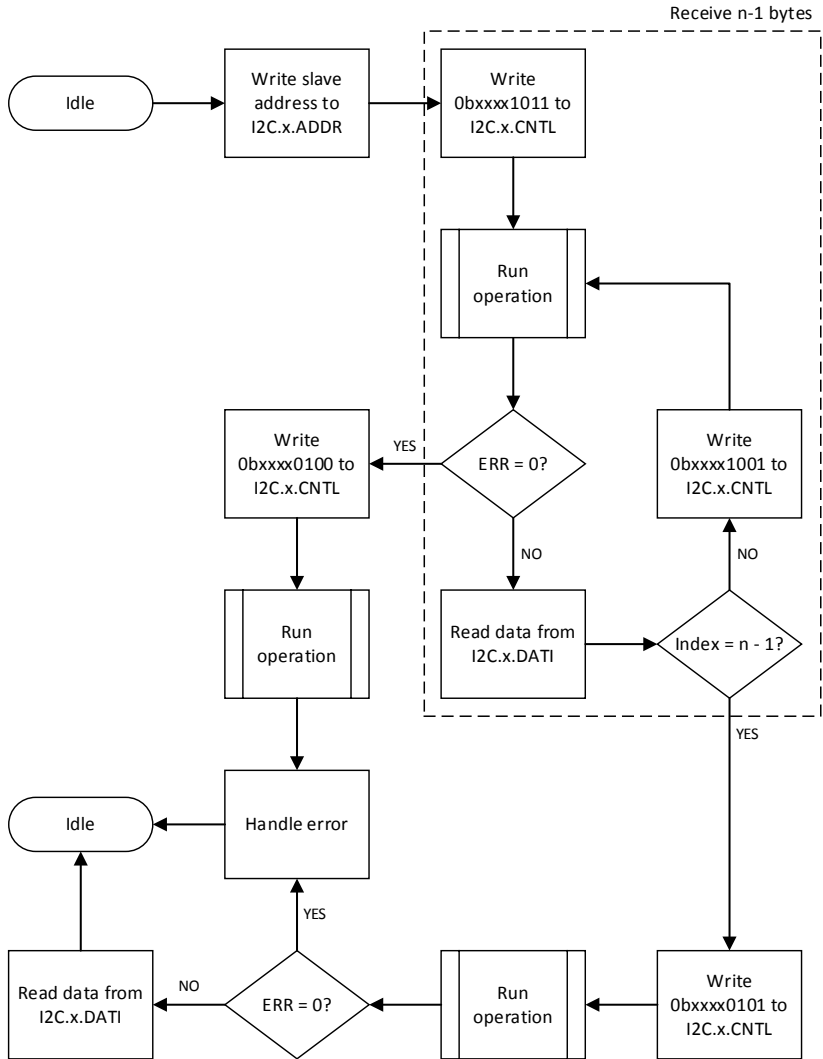 Receive n-1 bytes
Idle
Write slave
address to
I2C.x.ADDR
Write
0bxxxx1011 to
I2C.x.CNTL
Run
operation
Write
0bxxxx0100 to
I2C.x.CNTL
YES
ERR = 0?
Write
0bxxxx1001 to
I2C.x.CNTL
NO
NO
Run
operation
Read data from
I2C.x.DATI
Index = n - 1?
YES
Idle
Handle error
YES
Read data from
I2C.x.DATI
NO
ERR = 0?
Run
operation
Write
0bxxxx0101 to
I2C.x.CNTL